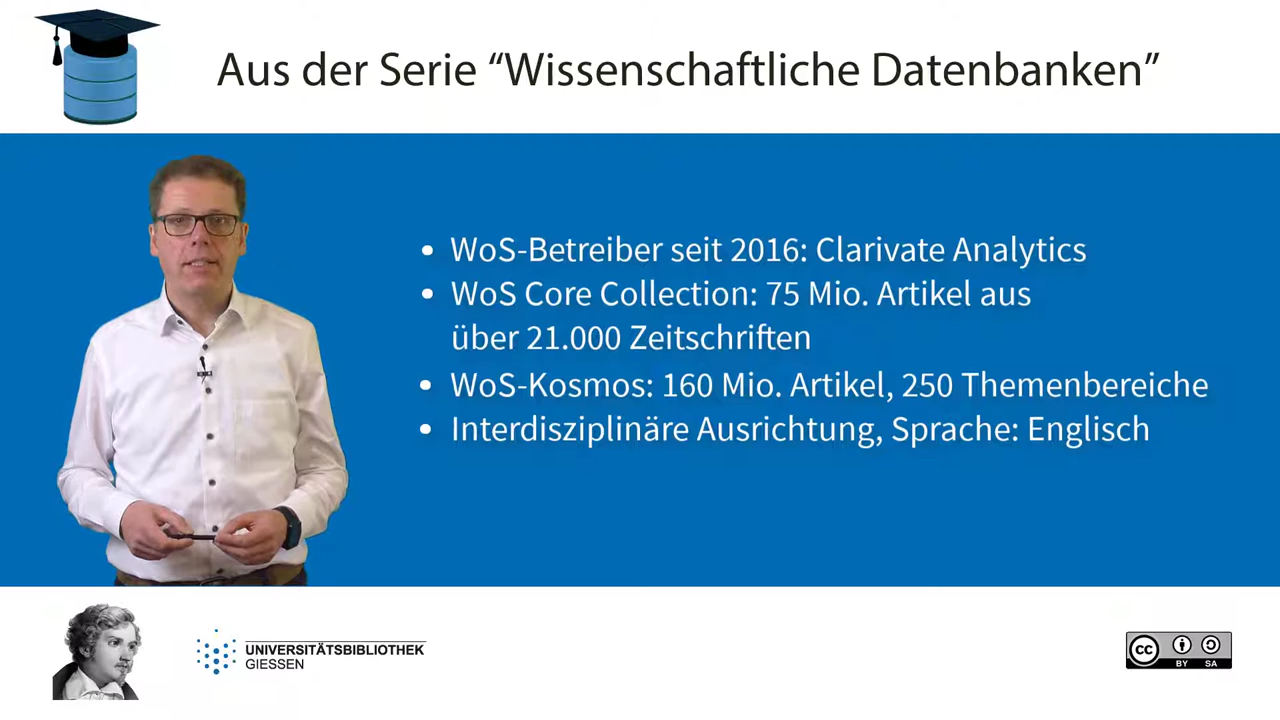 Aus der Serie “Wissenschaftliche Datenbanken”
• WoS-Betreiber seit 2016: Clarivate Analytics
• WoS Core Collection: 75 Mio. Artikel aus
über 21.000 Zeitschriften
• WoS-Kosmos: 160 Mio. Artikel, 250 Themenbereiche
• Interdisziplinäre Ausrichtung, Sprache: Englisch
UNIVERSITÄTSBIBLIOTHEK
GIESSEN
cc BY SA